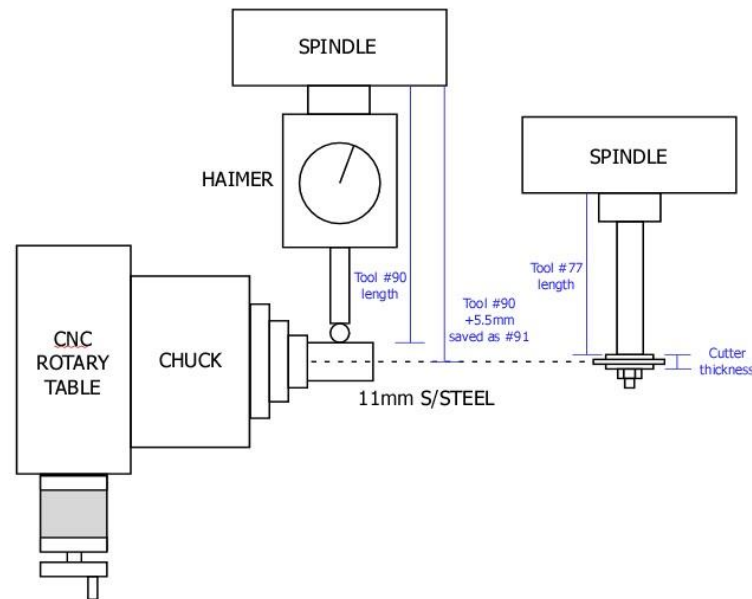 SPINDLE
HAIMER
Tool #90
length
Tool #90
+5.5mm
saved as #91
SPINDLE
Tool #77
length
Cutter
thickness
CNC
ROTARY
TABLE
CHUCK
11mm S/STEEL